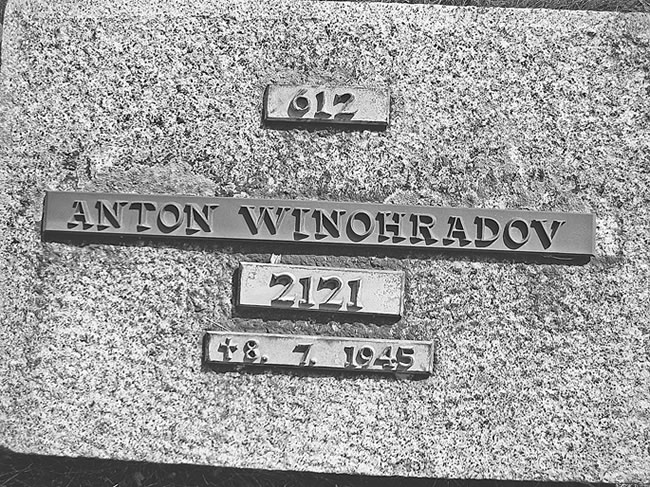 612
ANTON WINOHRADOV
2121
✝8. 7. 1945